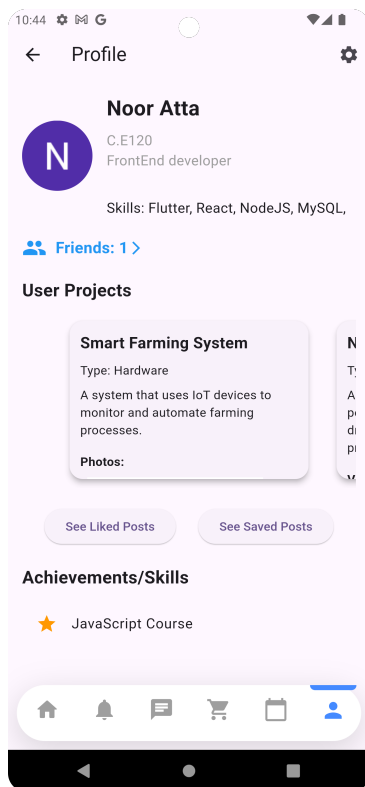 10:44 G
Profile
Noor Atta
N
C.E120
FrontEnd developer
Skills: Flutter, React, NodeJS, MySQL,
Friends: 1
User Projects
Smart Farming System
Type: Hardware
A system that uses IoT devices to
monitor and automate farming
processes.
Photos:
See Liked Posts
See Saved Posts
Achievements/Skills
JavaScript Course